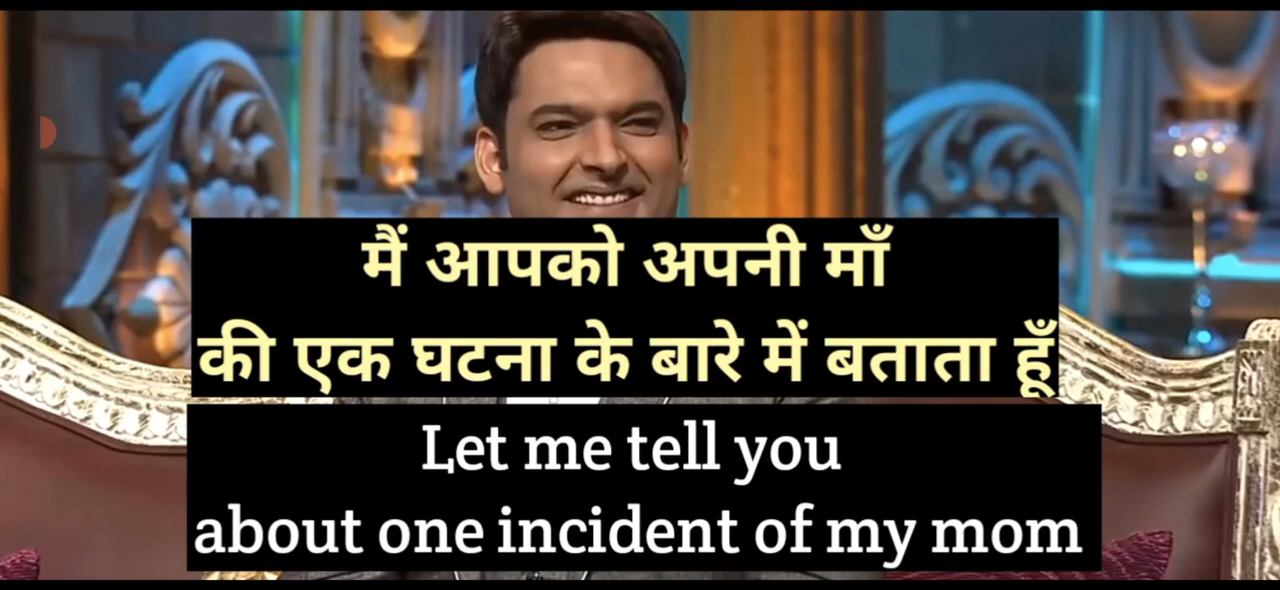 मैं आपको अपनी माँ
की एक घटना के बारे में बताता हूँ
Let me tell you
about one incident of my mom